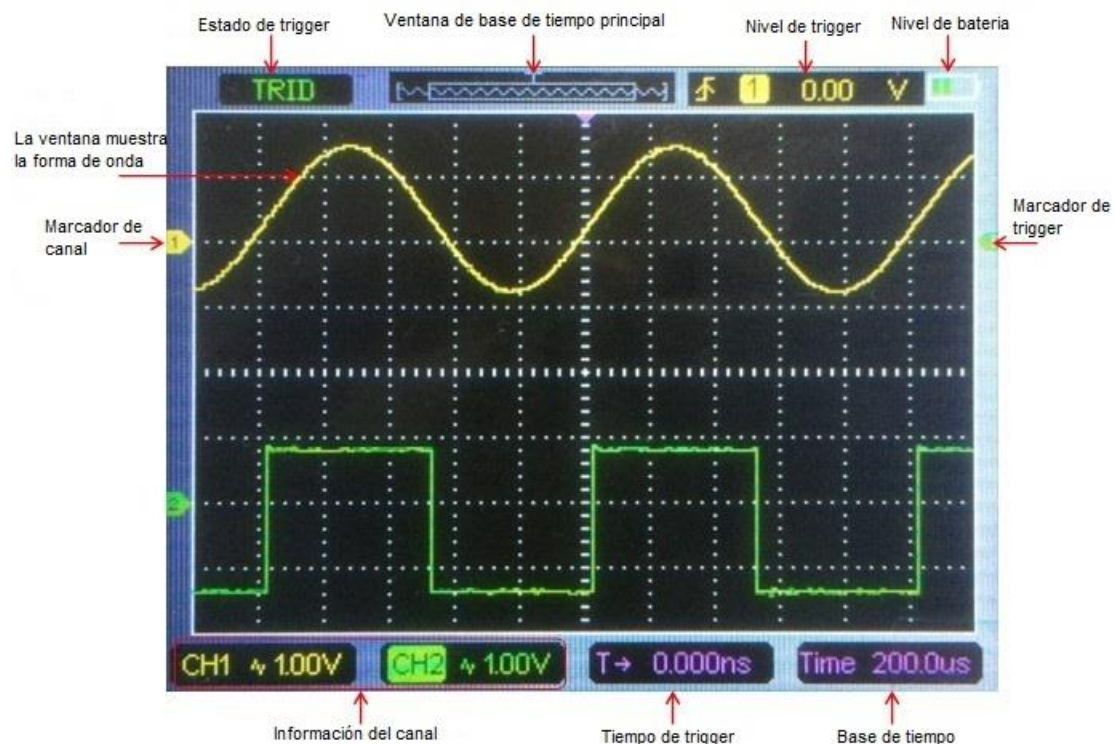 Estado de trigger
Ventana de base de tiempo principal
Nivel de trigger
Nivel de bateria
TRID
1 0.00 V
La ventana muestra
la forma de onda
Marcador de
canal
1
Marcador de
trigger
2
CH1 1.00V
CH2 1.00V
T→ 0.000ns
Time 200.0us
Información del canal
Tiempo de trigger
Base de tiempo